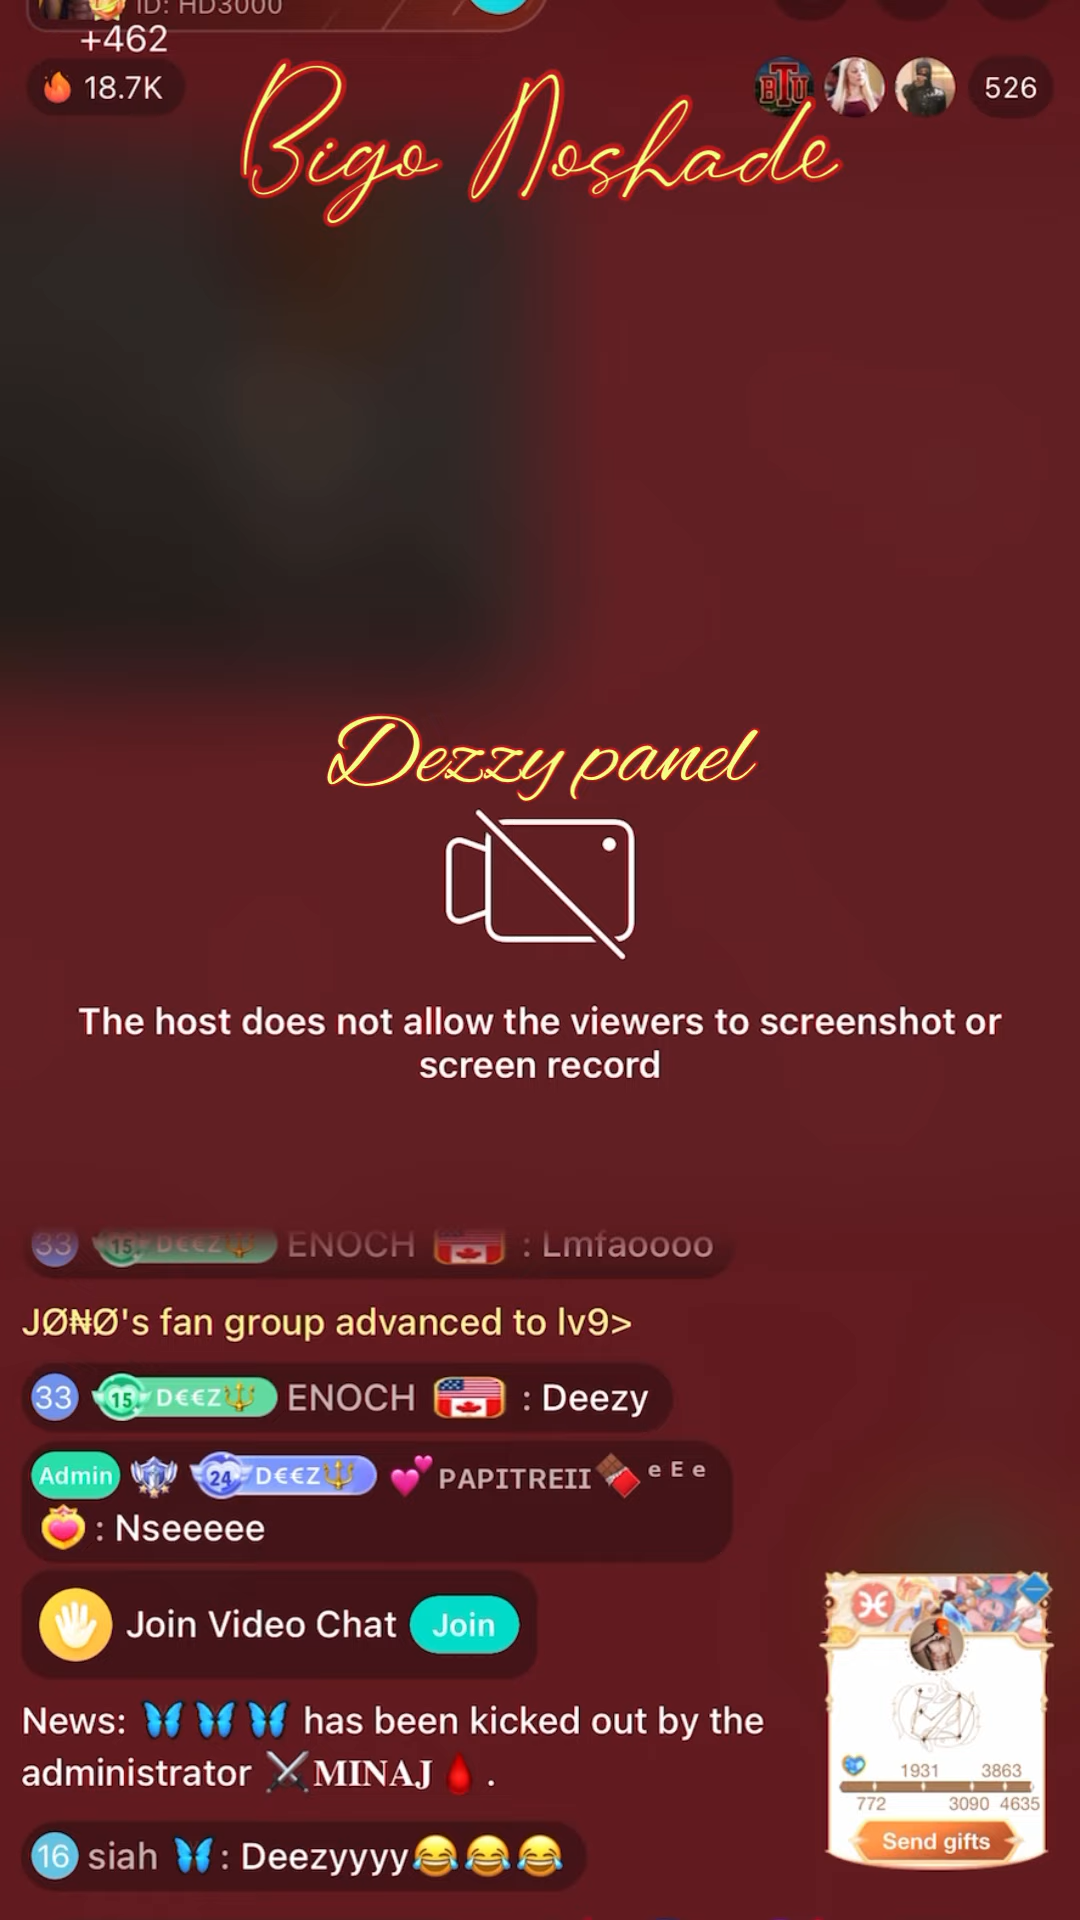 ID: HD3000
+462
🔥 18.7K
BTU
526
Bigo Noshade
Dezzy panel
The host does not allow the viewers to screenshot or
screen record
33 15 D€€Z🔱 ENOCH 🇺🇸🇨🇦 : Lmfaoooo
JØ₦Ø's fan group advanced to lv9>
33 15 D€€Z🔱 ENOCH 🇺🇸🇨🇦 : Deezy
Admin 24 D€€Z🔱 💕 PAPITREII🍫 ᵉ ᴱ ᵉ
: Nseeeee
Join Video Chat Join
News: 🦋🦋🦋 has been kicked out by the
administrator ⚔️𝐌𝐈𝐍𝐀𝐉🩸.
16 siah 🦋: Deezyyyy😂😂😂
1931 3863
772 3090 4635
Send gifts